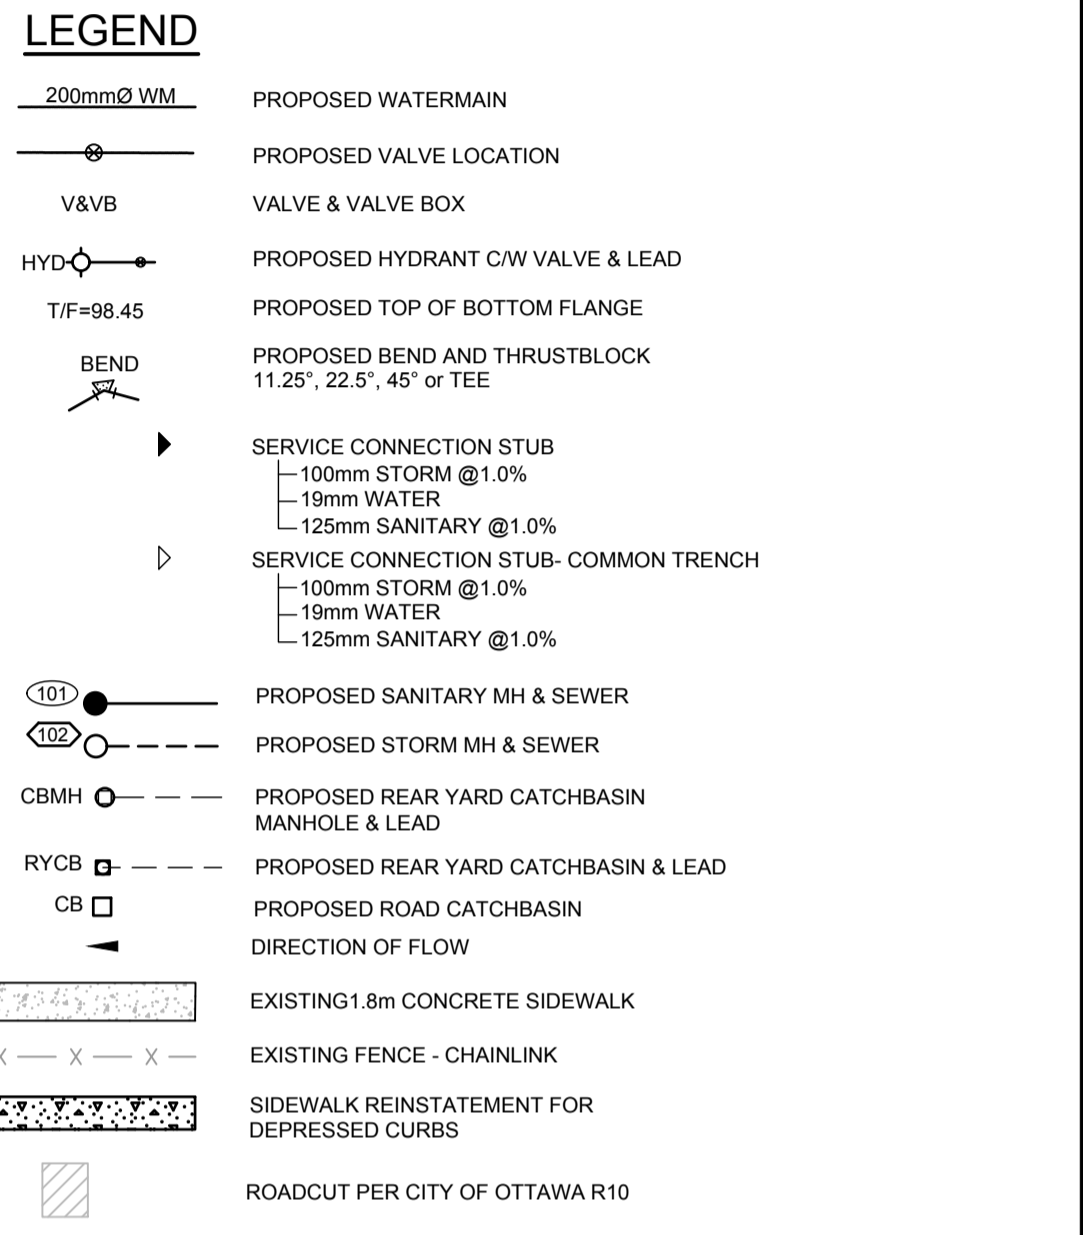 LEGEND
200mmØ WM PROPOSED WATERMAIN
PROPOSED VALVE LOCATION
V&VB VALVE & VALVE BOX
HYD PROPOSED HYDRANT C/W VALVE & LEAD
T/F=98.45 PROPOSED TOP OF BOTTOM FLANGE
BEND PROPOSED BEND AND THRUSTBLOCK
11.25°, 22.5°, 45° or TEE
SERVICE CONNECTION STUB
100mm STORM @1.0%
19mm WATER
125mm SANITARY @1.0%
SERVICE CONNECTION STUB- COMMON TRENCH
100mm STORM @1.0%
19mm WATER
125mm SANITARY @1.0%
101 PROPOSED SANITARY MH & SEWER
102 PROPOSED STORM MH & SEWER
CBMH PROPOSED REAR YARD CATCHBASIN
MANHOLE & LEAD
RYCB PROPOSED REAR YARD CATCHBASIN & LEAD
CB PROPOSED ROAD CATCHBASIN
DIRECTION OF FLOW
EXISTING1.8m CONCRETE SIDEWALK
X X X EXISTING FENCE - CHAINLINK
SIDEWALK REINSTATEMENT FOR
DEPRESSED CURBS
ROADCUT PER CITY OF OTTAWA R10